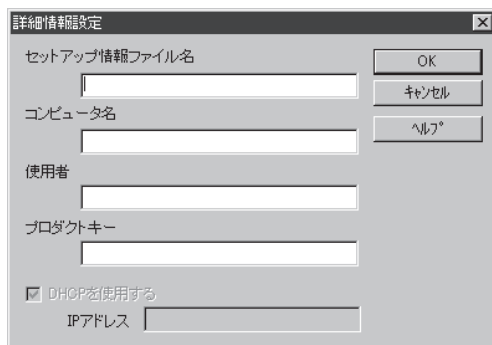 詳細情報設定
セットアップ情報ファイル名
OK
キャンセル
コンピュータ名
ヘルプ
使用者
プロダクトキー
DHCPを使用する
IPアドレス